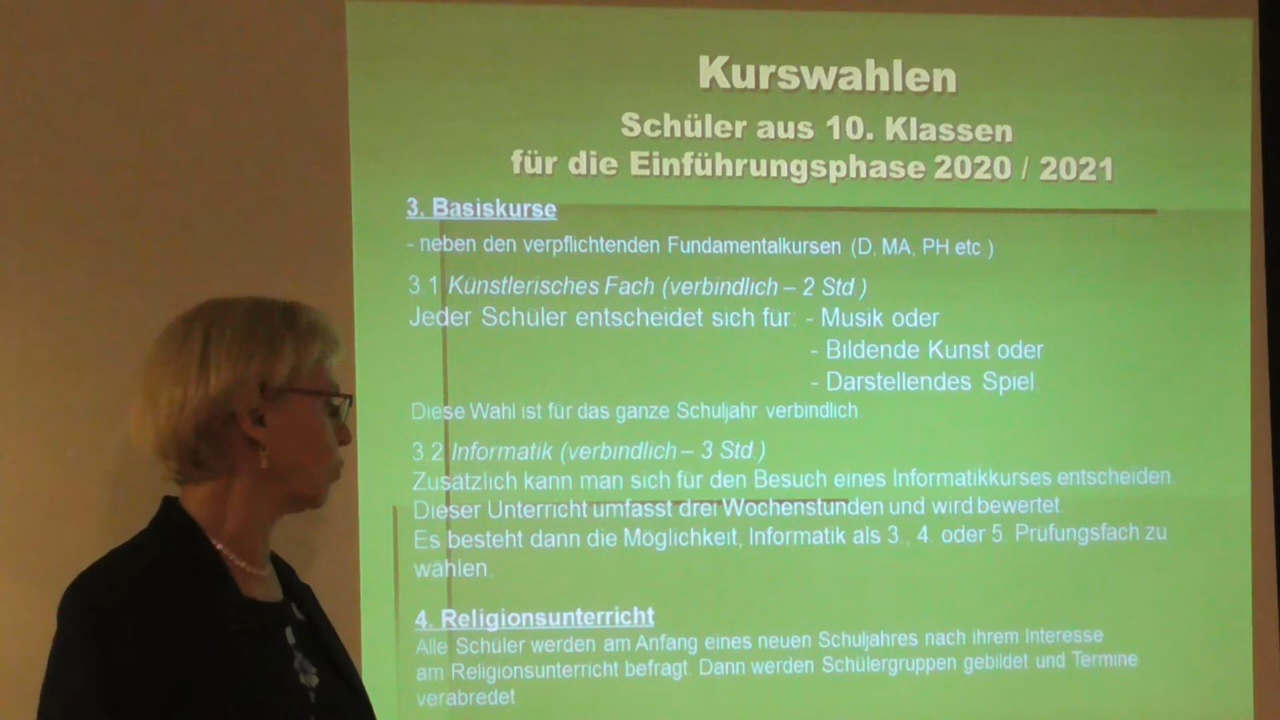 Kurswahlen
Schüler aus 10. Klassen
für die Einführungsphase 2020 / 2021
3. Basiskurse
- neben den verpflichtenden Fundamentalkursen (D, MA, PH etc.)
3.1 Künstlerisches Fach (verbindlich – 2 Std.)
Jeder Schüler entscheidet sich für: - Musik oder
- Bildende Kunst oder
- Darstellendes Spiel.
Diese Wahl ist für das ganze Schuljahr verbindlich.
3.2 Informatik (verbindlich – 3 Std.)
Zusätzlich kann man sich für den Besuch eines Informatikkurses entscheiden.
Dieser Unterricht umfasst drei Wochenstunden und wird bewertet.
Es besteht dann die Möglichkeit, Informatik als 3., 4. oder 5. Prüfungsfach zu
wählen.
4. Religionsunterricht
Alle Schüler werden am Anfang eines neuen Schuljahres nach ihrem Interesse
am Religionsunterricht befragt. Dann werden Schülergruppen gebildet und Termine
verabredet.